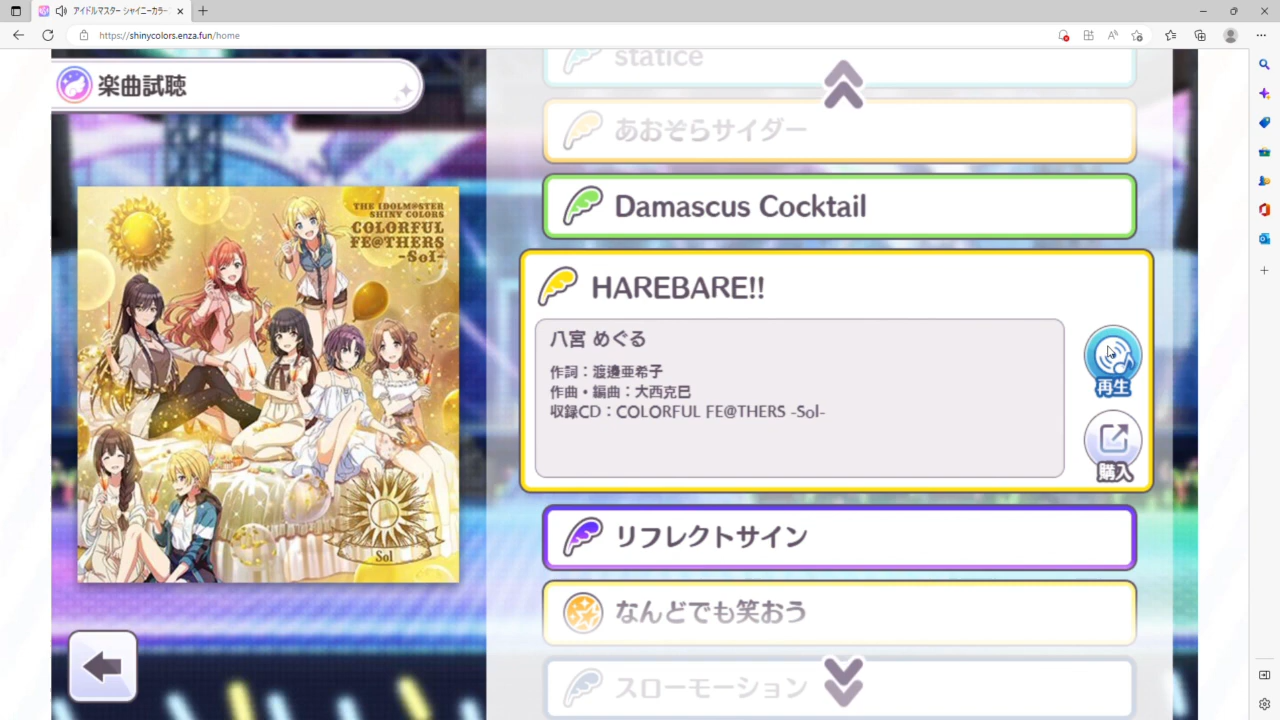 アイドルマスター シャイニーカラー
https://shinycolors.enza.fun/home
楽曲試聴
THE IDOLM@STER
SHINY COLORS
COLORFUL
FE@THERS
-Sol-
Sol
statice
あおぞらサイダー
Damascus Cocktail
HAREBARE!!
八宮 めぐる
作詞：渡邉亜希子
作曲・編曲：大西克巳
収録CD：COLORFUL FE@THERS -Sol-
再生
購入
リフレクトサイン
なんどでも笑おう
スローモーション